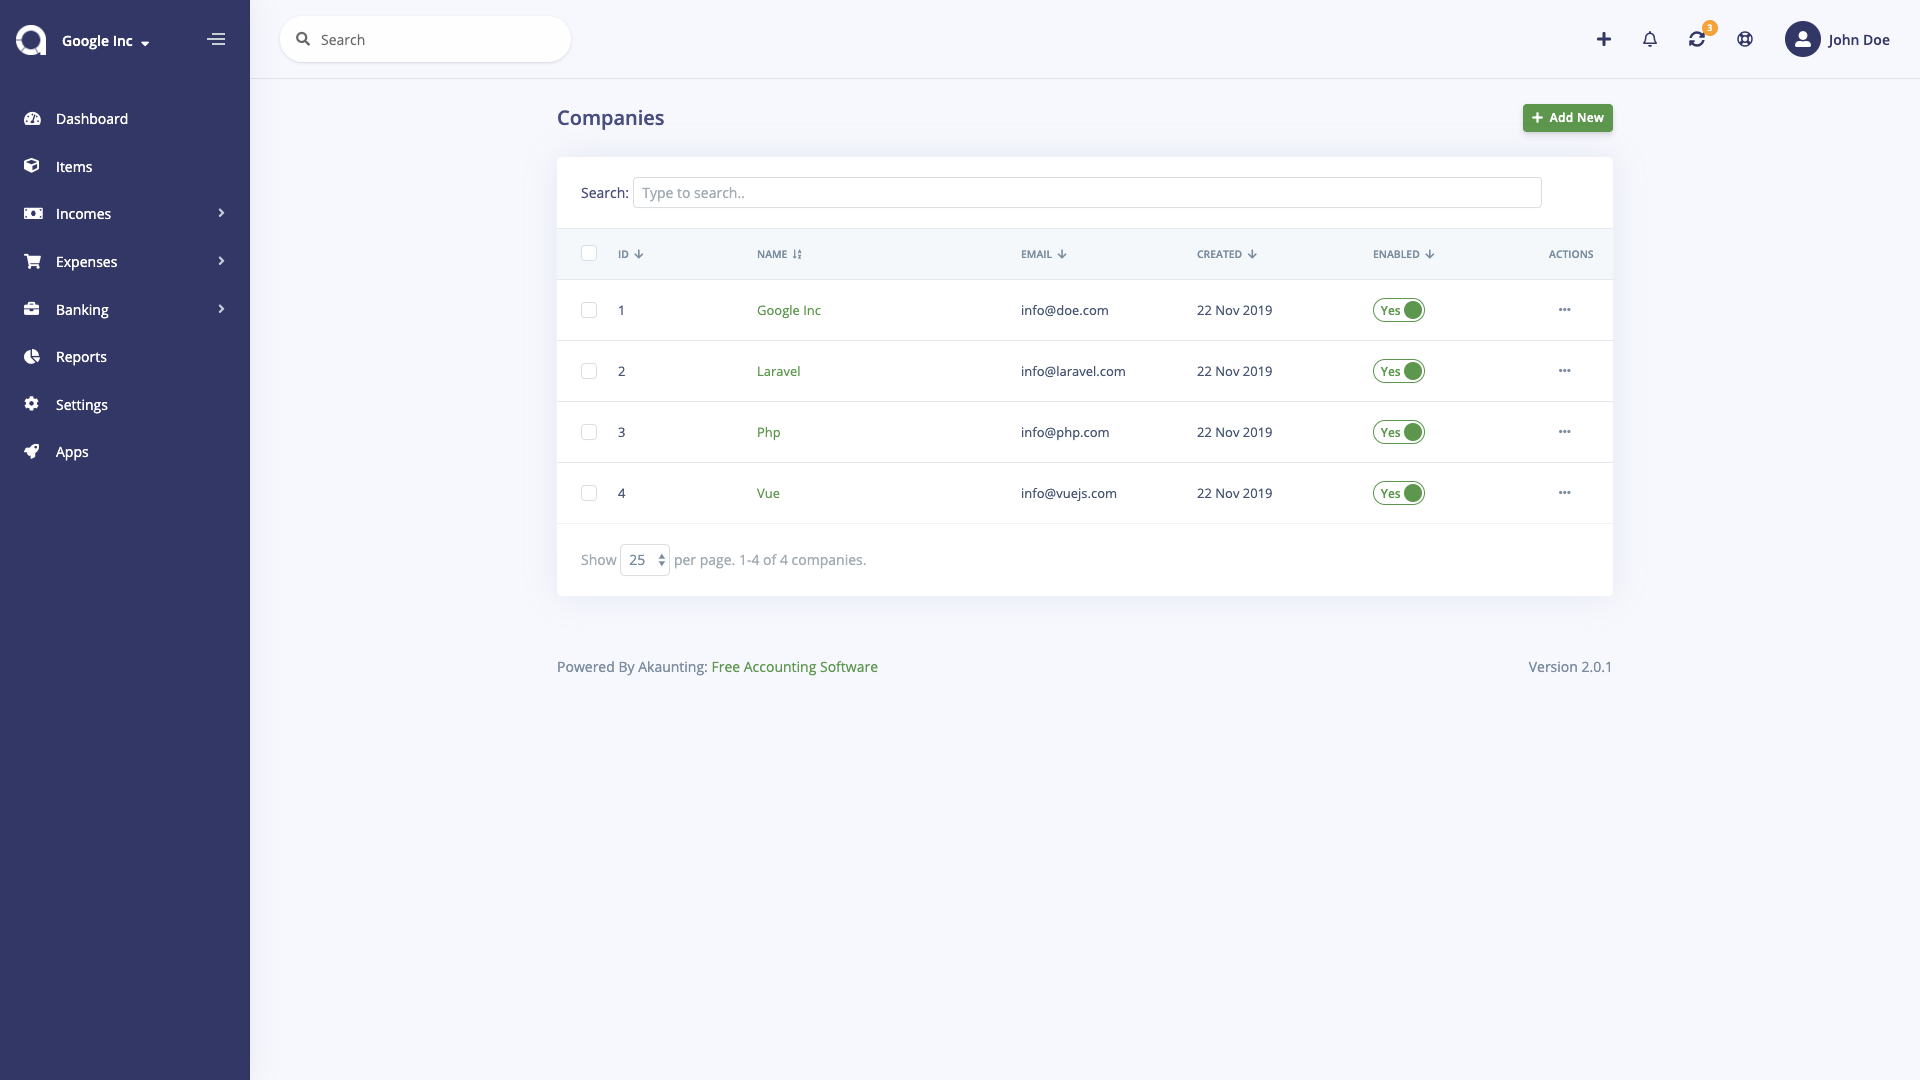 Google Inc
Search
3
John Doe
Dashboard
Items
Incomes
Expenses
Banking
Reports
Settings
Apps
Companies
Add New
Search: Type to search..
ID NAME EMAIL CREATED ENABLED ACTIONS
1 Google Inc info@doe.com 22 Nov 2019 Yes
2 Laravel info@laravel.com 22 Nov 2019 Yes
3 Php info@php.com 22 Nov 2019 Yes
4 Vue info@vuejs.com 22 Nov 2019 Yes
Show 25 per page. 1-4 of 4 companies.
Powered By Akaunting: Free Accounting Software
Version 2.0.1